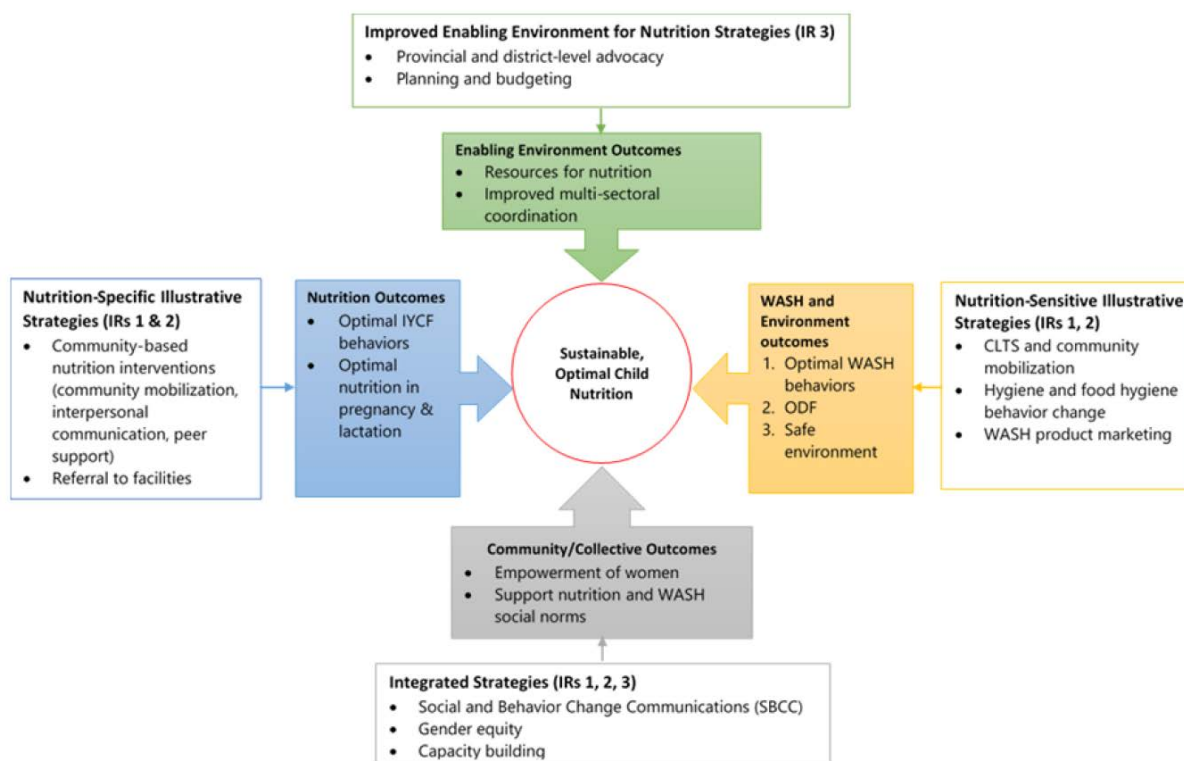 Improved Enabling Environment for Nutrition Strategies (IR 3)
• Provincial and district-level advocacy
• Planning and budgeting
Enabling Environment Outcomes
• Resources for nutrition
• Improved multi-sectoral
coordination
Nutrition-Specific Illustrative
Strategies (IRs 1 & 2)
• Community-based
nutrition interventions
(community mobilization,
interpersonal
communication, peer
support)
• Referral to facilities
Nutrition Outcomes
• Optimal IYCF
behaviors
• Optimal
nutrition in
pregnancy &
lactation
Sustainable,
Optimal Child
Nutrition
WASH and
Environment
outcomes
1. Optimal WASH
behaviors
2. ODF
3. Safe
environment
Nutrition-Sensitive Illustrative
Strategies (IRs 1, 2)
• CLTS and community
mobilization
• Hygiene and food hygiene
behavior change
• WASH product marketing
Community/Collective Outcomes
• Empowerment of women
• Support nutrition and WASH
social norms
Integrated Strategies (IRs 1, 2, 3)
• Social and Behavior Change Communications (SBCC)
• Gender equity
• Capacity building